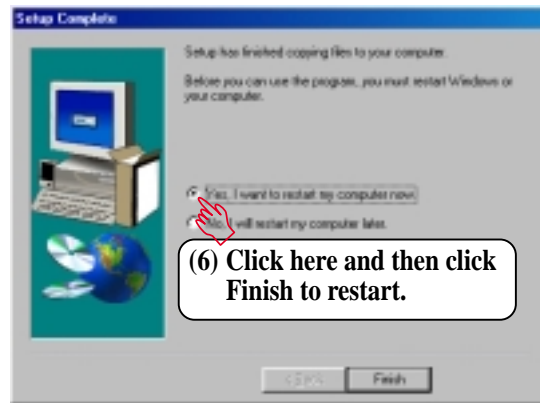 Setup Complete
Setup has finished copying files to your computer.
Before you can use the program, you must restart Windows or
your computer.
Yes, I want to restart my computer now.
No, I will restart my computer later.
(6) Click here and then click
Finish to restart.
< Back
Finish